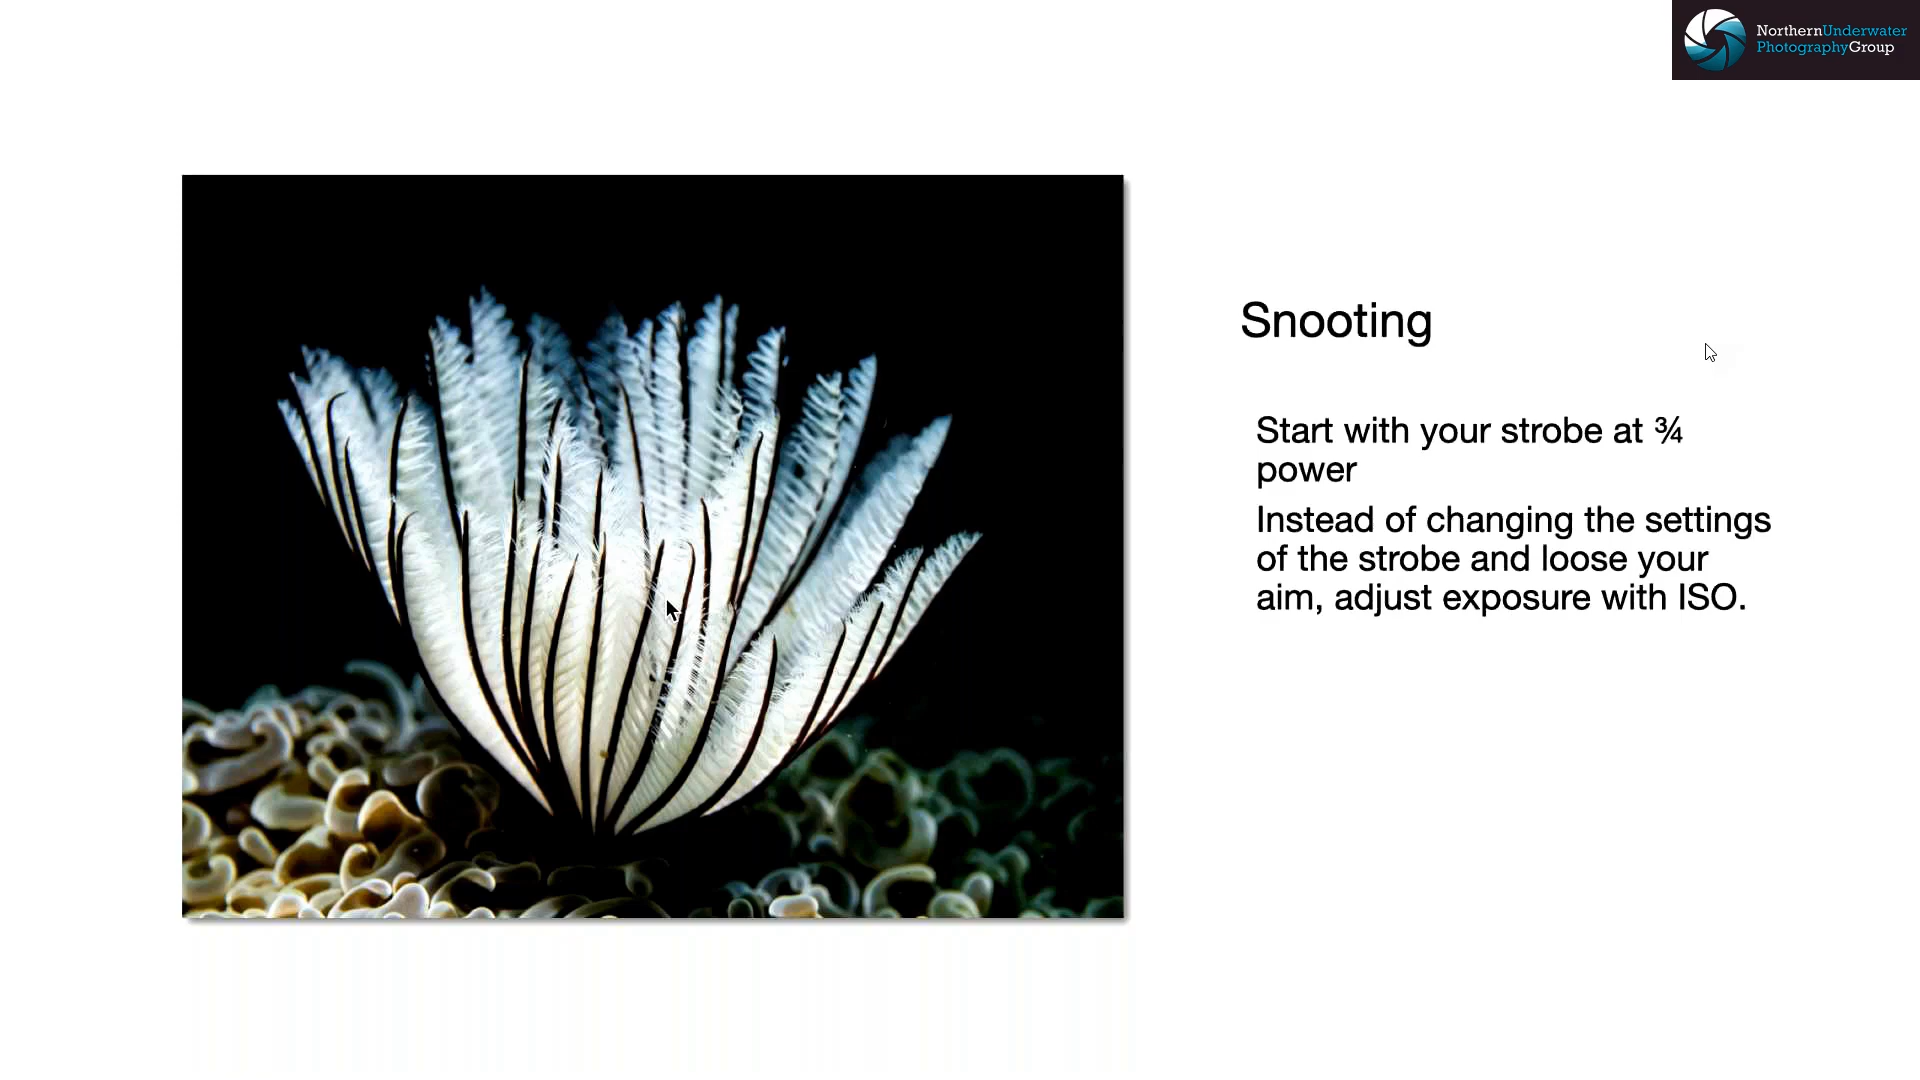 NorthernUnderwater
PhotographyGroup
Snooting
Start with your strobe at ¾
power
Instead of changing the settings
of the strobe and loose your
aim, adjust exposure with ISO.